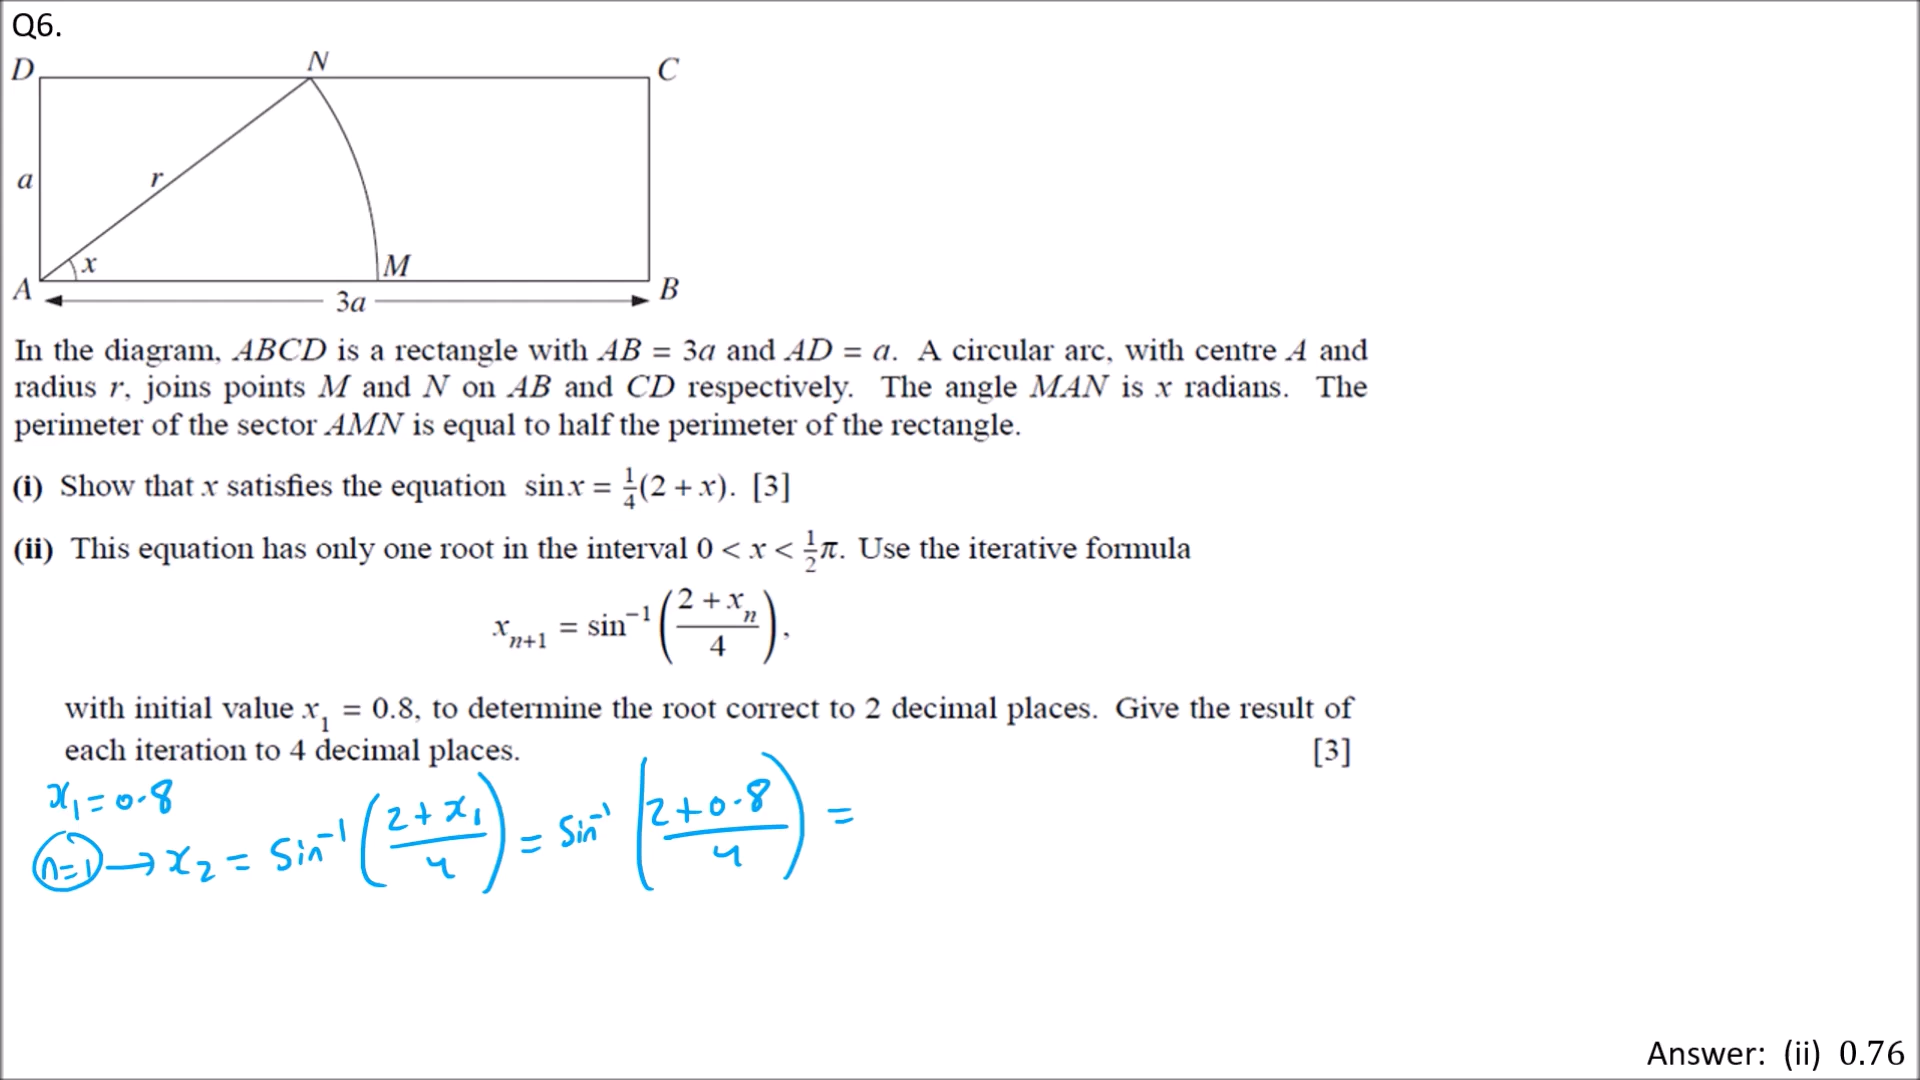 Q6.
D N C
a r
A x M B
3a
In the diagram, ABCD is a rectangle with AB = 3a and AD = a. A circular arc, with centre A and
radius r, joins points M and N on AB and CD respectively. The angle MAN is x radians. The
perimeter of the sector AMN is equal to half the perimeter of the rectangle.
(i) Show that x satisfies the equation sin x = 1/4(2 + x). [3]
(ii) This equation has only one root in the interval 0 < x < 1/2π. Use the iterative formula
xₙ₊₁ = sin⁻¹((2 + xₙ)/4),
with initial value x₁ = 0.8, to determine the root correct to 2 decimal places. Give the result of
each iteration to 4 decimal places. [3]
x₁ = 0.8
n=1 → x₂ = sin⁻¹((2 + x₁)/4) = sin⁻¹((2+0.8)/4) =
Answer: (ii) 0.76